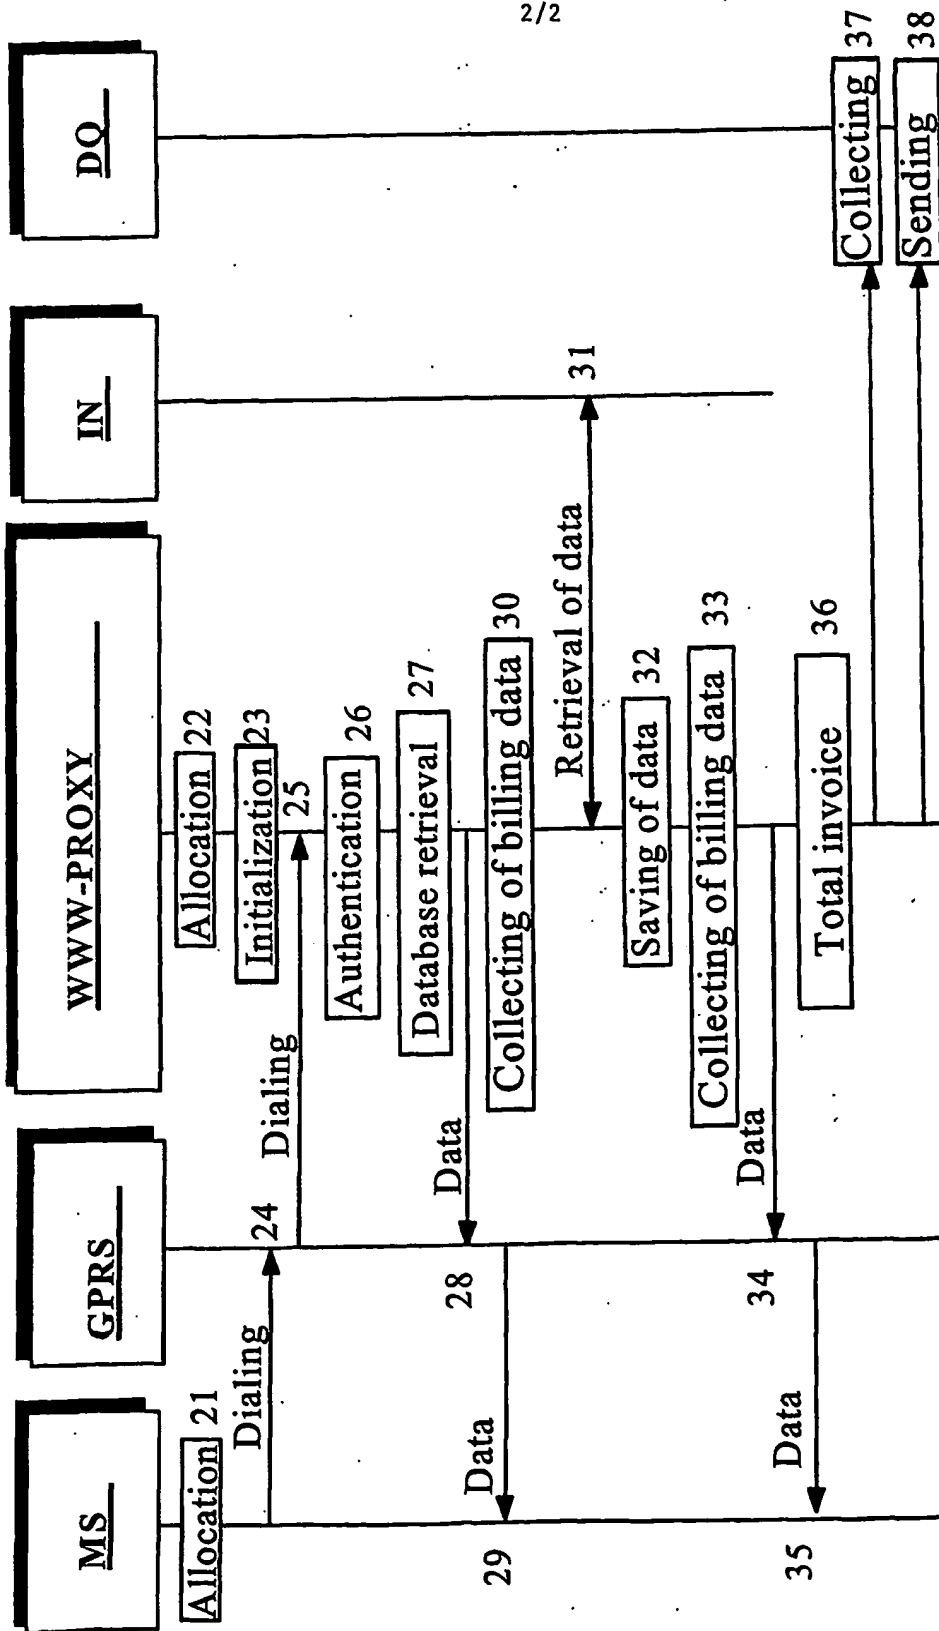 2/2
MS
GPRS
WWW-PROXY
IN
DQ
Allocation 21
Allocation 22
Initialization 23
Dialing
24
Dialing
25
Authentication 26
Database retrieval 27
Data
28
Data
29
Collecting of billing data 30
Retrieval of data
31
Saving of data 32
Collecting of billing data 33
Data
34
Data
35
Total invoice 36
Collecting 37
Sending 38